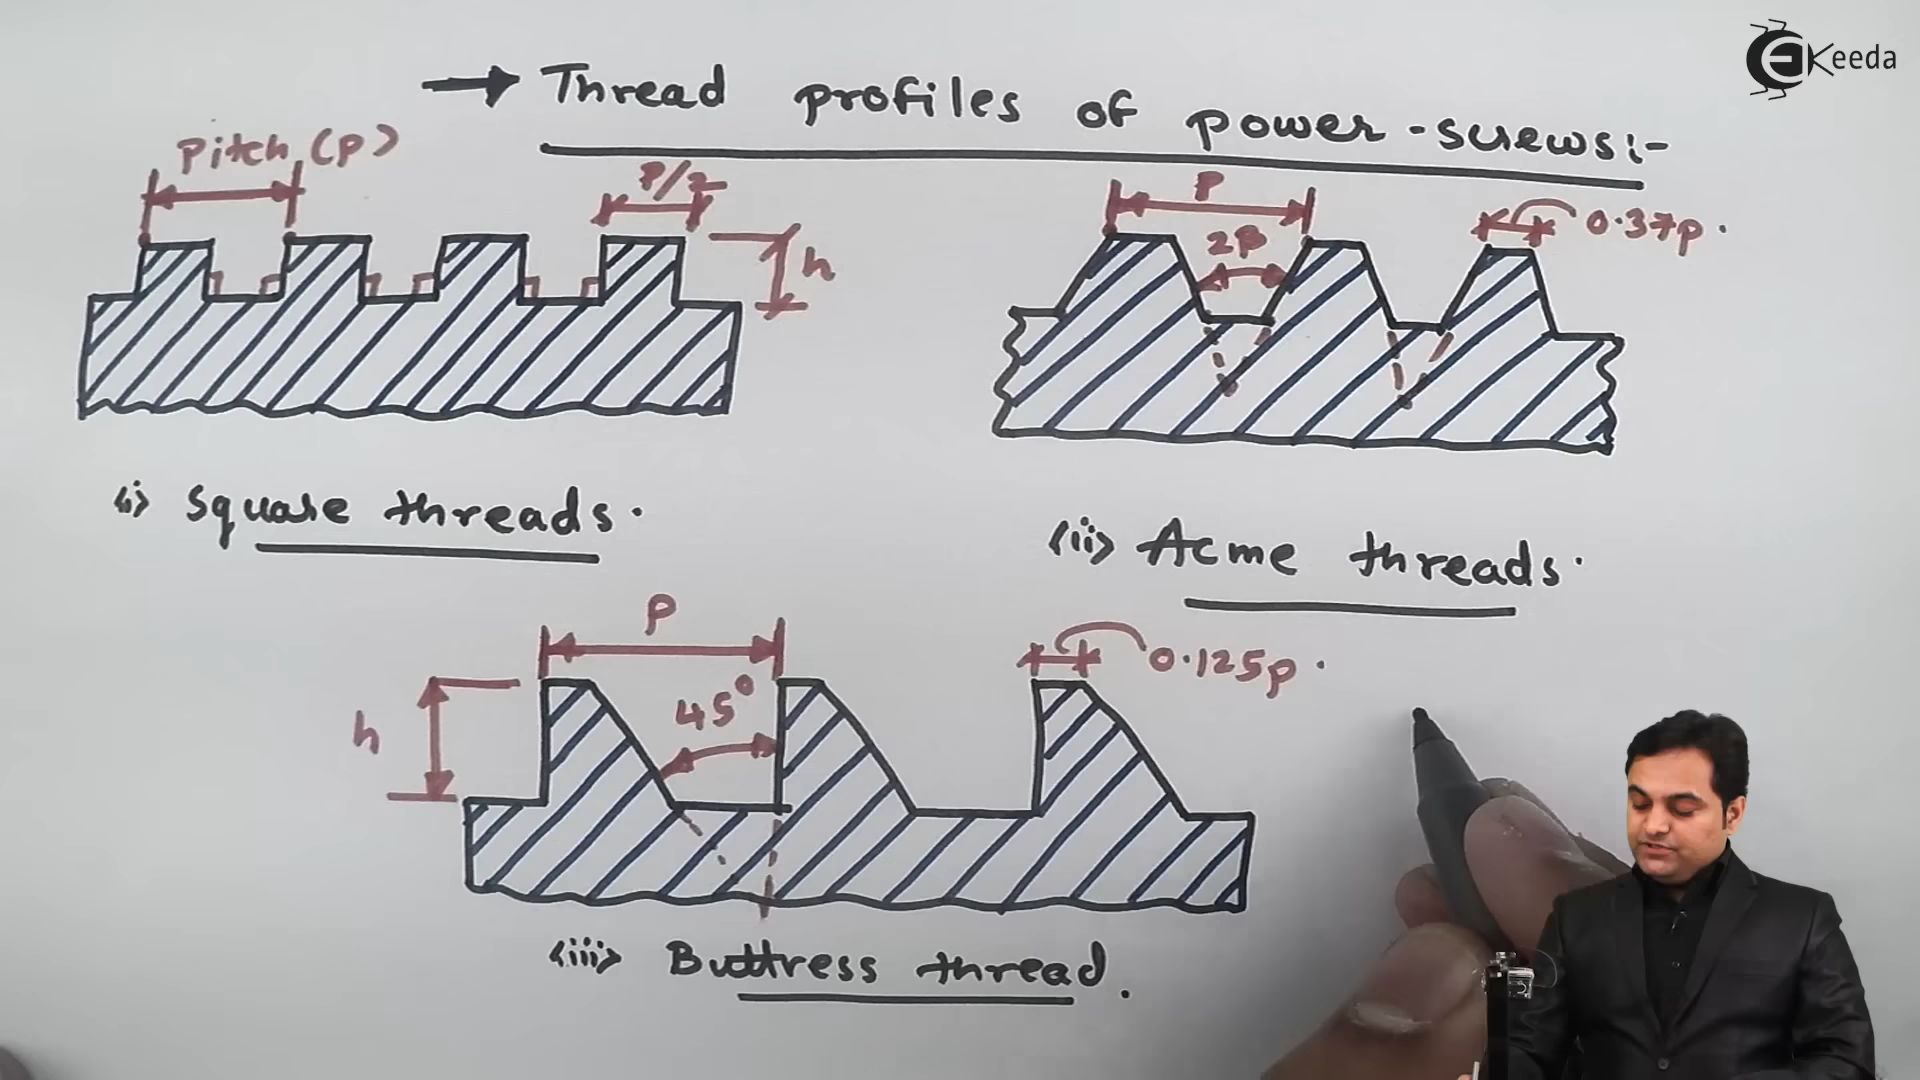 EKeeda
→ Thread profiles of power-screws:-
Pitch (p)
P/2
h
P
2β
0.37p.
(i) Square threads.
(ii) Acme threads.
P
0.125p.
45°
h
(iii) Buttress thread.